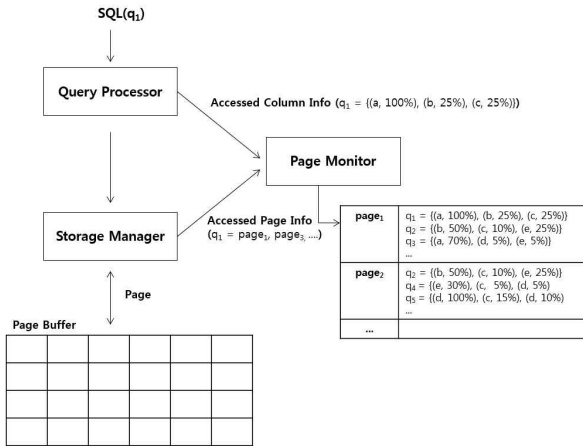 SQL(q1)
Query Processor
Accessed Column Info (q1 = {(a, 100%), (b, 25%), (c, 25%)})
Page Monitor
Accessed Page Info
(q1 = page1, page3, ....)
Storage Manager
Page
Page Buffer
page1
q1 = {(a, 100%), (b, 25%), (c, 25%)}
q2 = {(b, 50%), (c, 10%), (e, 25%)}
q3 = {(a, 70%), (d, 5%), (e, 5%)}
...
page2
q2 = {(b, 50%), (c, 10%), (e, 25%)}
q4 = {(e, 30%), (c, 5%), (d, 5%)
q5 = {(d, 100%), (c, 15%), (d, 10%)
...
...